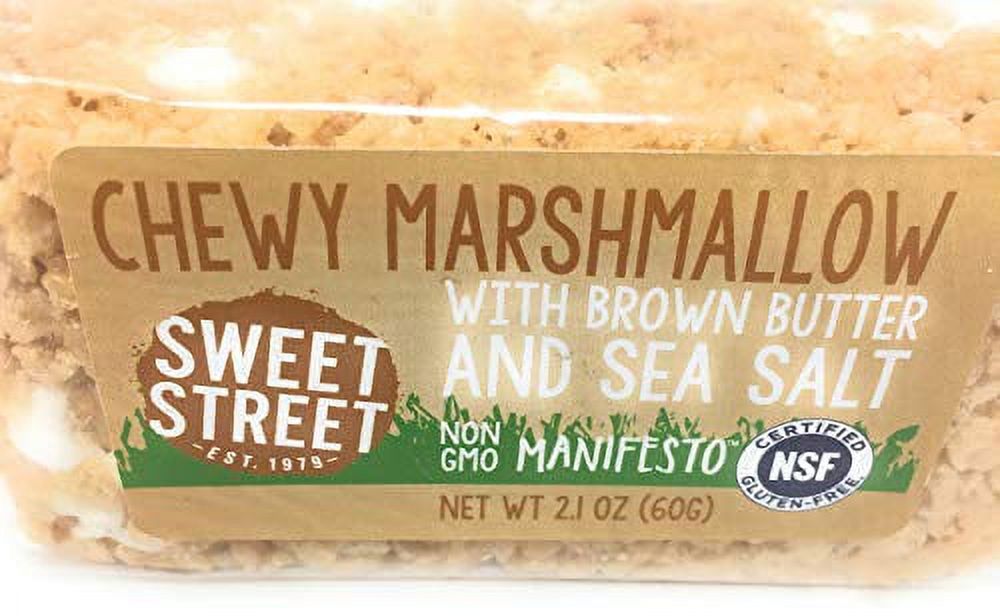 CHEWY MARSHMALLOW
WITH BROWN BUTTER
AND SEA SALT
SWEET
STREET
-EST. 1979-
NON
GMO
MANIFESTO™
CERTIFIED
NSF
GLUTEN-FREE.
NET WT 2.1 OZ (60G)